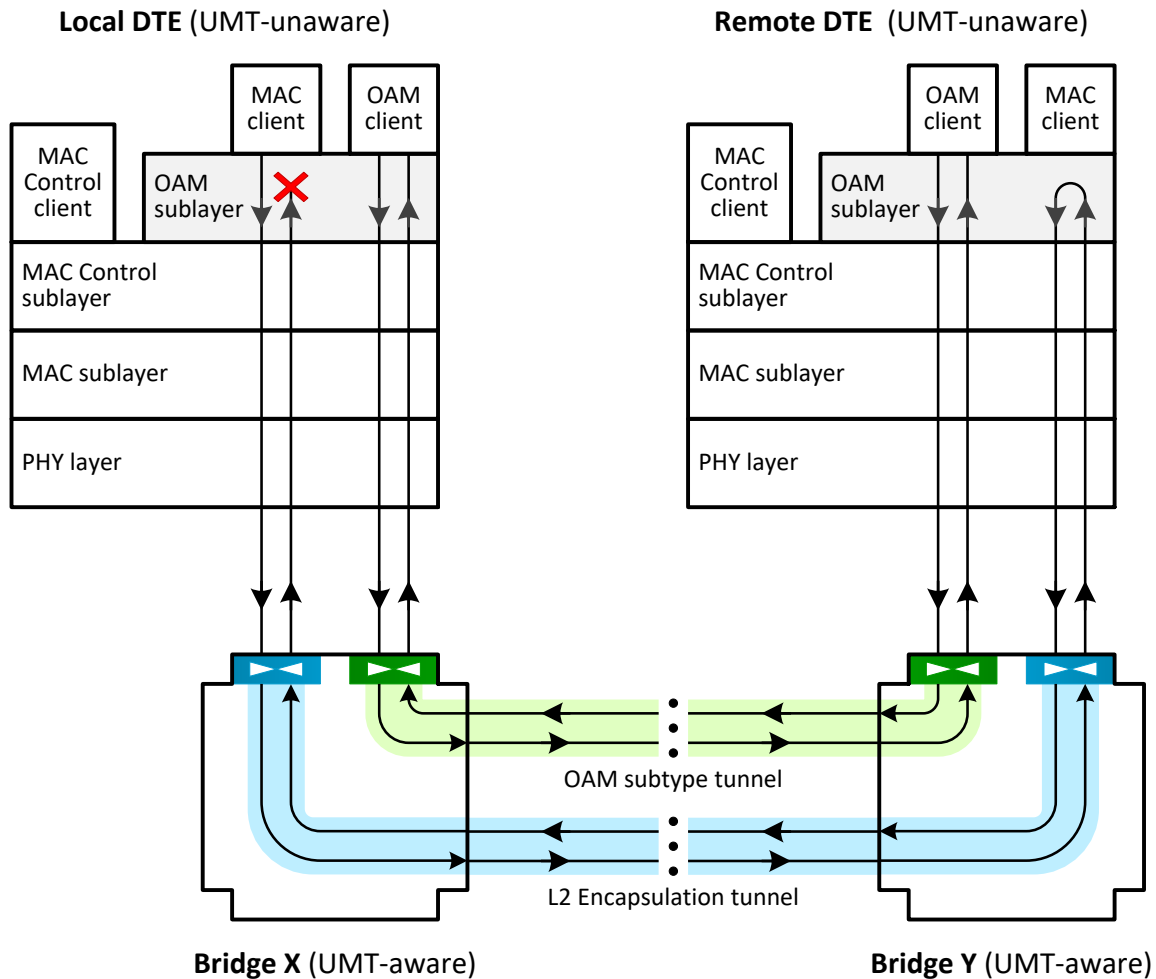 Local DTE (UMT-unaware)
Remote DTE (UMT-unaware)
MAC
client
OAM
client
MAC
Control
client
OAM
sublayer
MAC Control
sublayer
MAC sublayer
PHY layer
OAM
client
MAC
client
MAC
Control
client
OAM
sublayer
MAC Control
sublayer
MAC sublayer
PHY layer
OAM subtype tunnel
L2 Encapsulation tunnel
Bridge X (UMT-aware)
Bridge Y (UMT-aware)